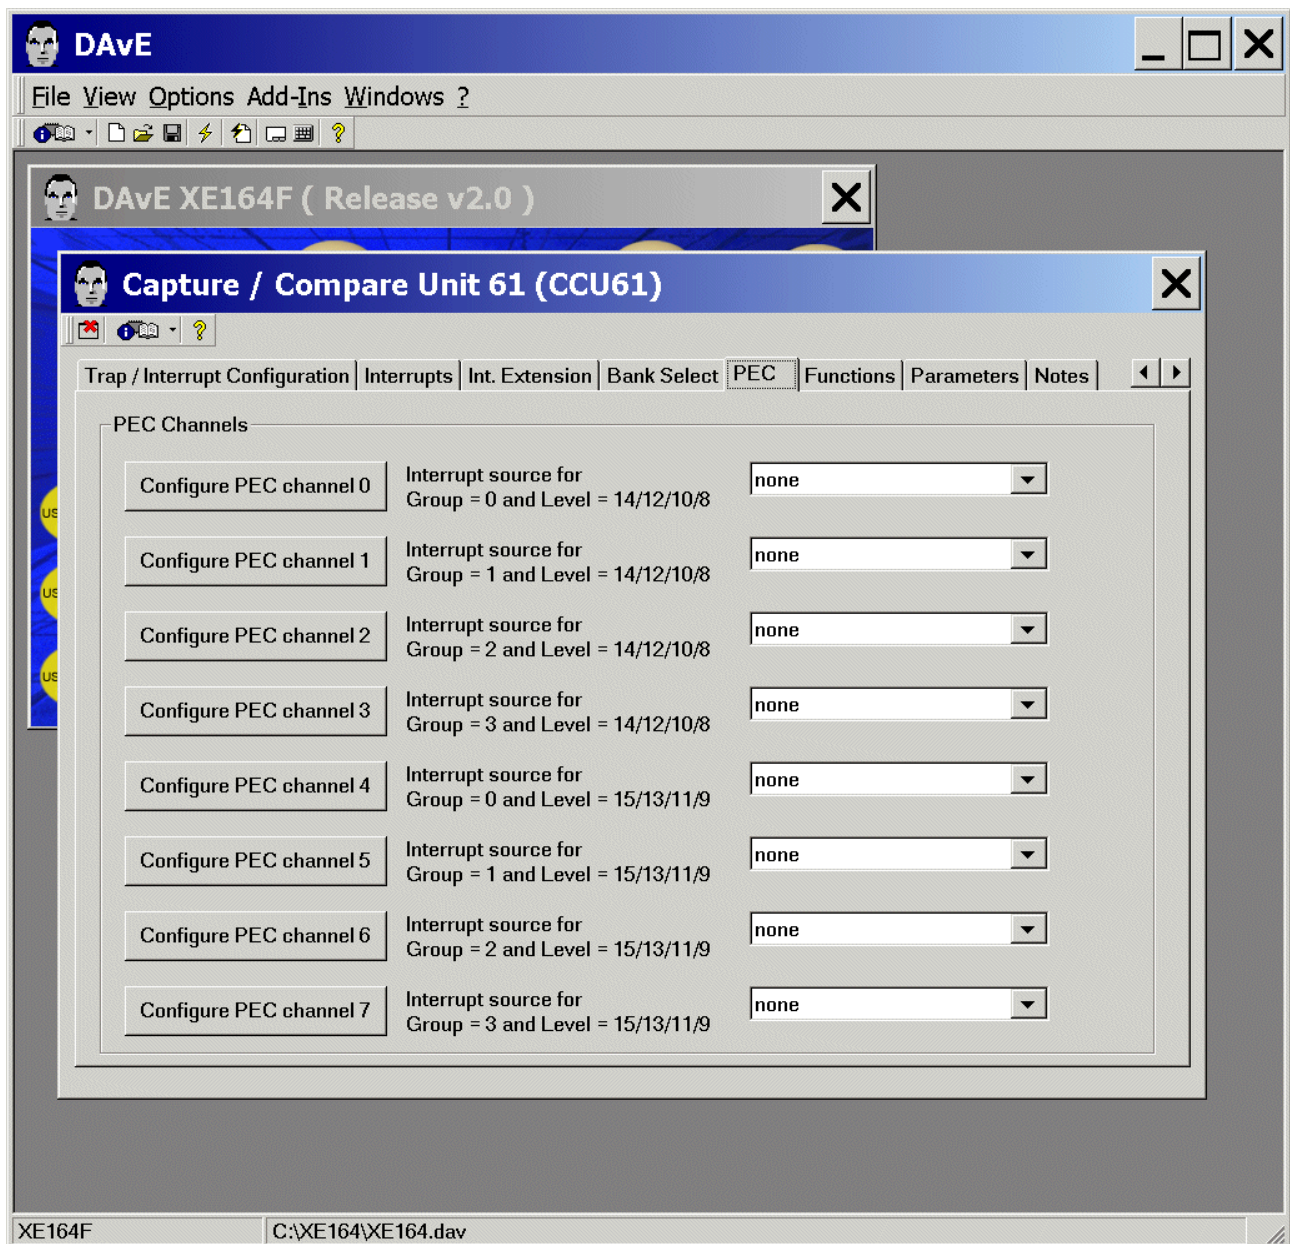 DAvE
File View Options Add-Ins Windows ?
DAvE XE164F ( Release v2.0 )
Capture / Compare Unit 61 (CCU61)
Trap / Interrupt Configuration Interrupts Int. Extension Bank Select PEC Functions Parameters Notes
PEC Channels
Configure PEC channel 0 Interrupt source for none
Group = 0 and Level = 14/12/10/8
Configure PEC channel 1 Interrupt source for none
Group = 1 and Level = 14/12/10/8
Configure PEC channel 2 Interrupt source for none
Group = 2 and Level = 14/12/10/8
Configure PEC channel 3 Interrupt source for none
Group = 3 and Level = 14/12/10/8
Configure PEC channel 4 Interrupt source for none
Group = 0 and Level = 15/13/11/9
Configure PEC channel 5 Interrupt source for none
Group = 1 and Level = 15/13/11/9
Configure PEC channel 6 Interrupt source for none
Group = 2 and Level = 15/13/11/9
Configure PEC channel 7 Interrupt source for none
Group = 3 and Level = 15/13/11/9
US
US
US
XE164F C:\XE164\XE164.dav